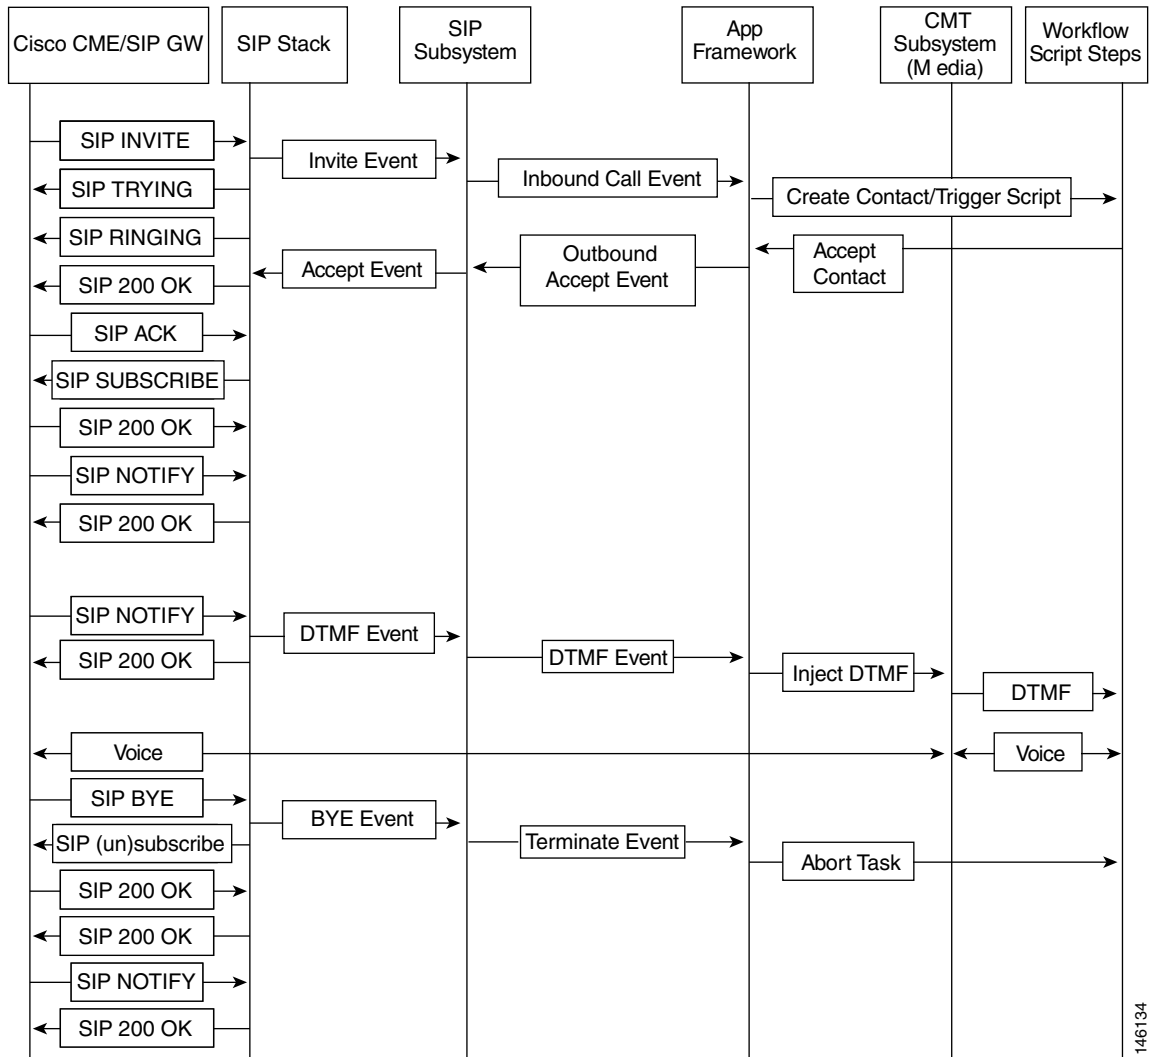 Cisco CME/SIP GW
SIP Stack
SIP
Subsystem
App
Framework
CMT
Subsystem
(M edia)
Workflow
Script Steps
SIP INVITE
Invite Event
SIP TRYING
Inbound Call Event
Create Contact/Trigger Script
SIP RINGING
Accept Event
Outbound
Accept Event
Accept
Contact
SIP 200 OK
SIP ACK
SIP SUBSCRIBE
SIP 200 OK
SIP NOTIFY
SIP 200 OK
SIP NOTIFY
DTMF Event
SIP 200 OK
DTMF Event
Inject DTMF
DTMF
Voice
Voice
SIP BYE
BYE Event
SIP (un)subscribe
Terminate Event
Abort Task
SIP 200 OK
SIP 200 OK
SIP NOTIFY
SIP 200 OK
146134